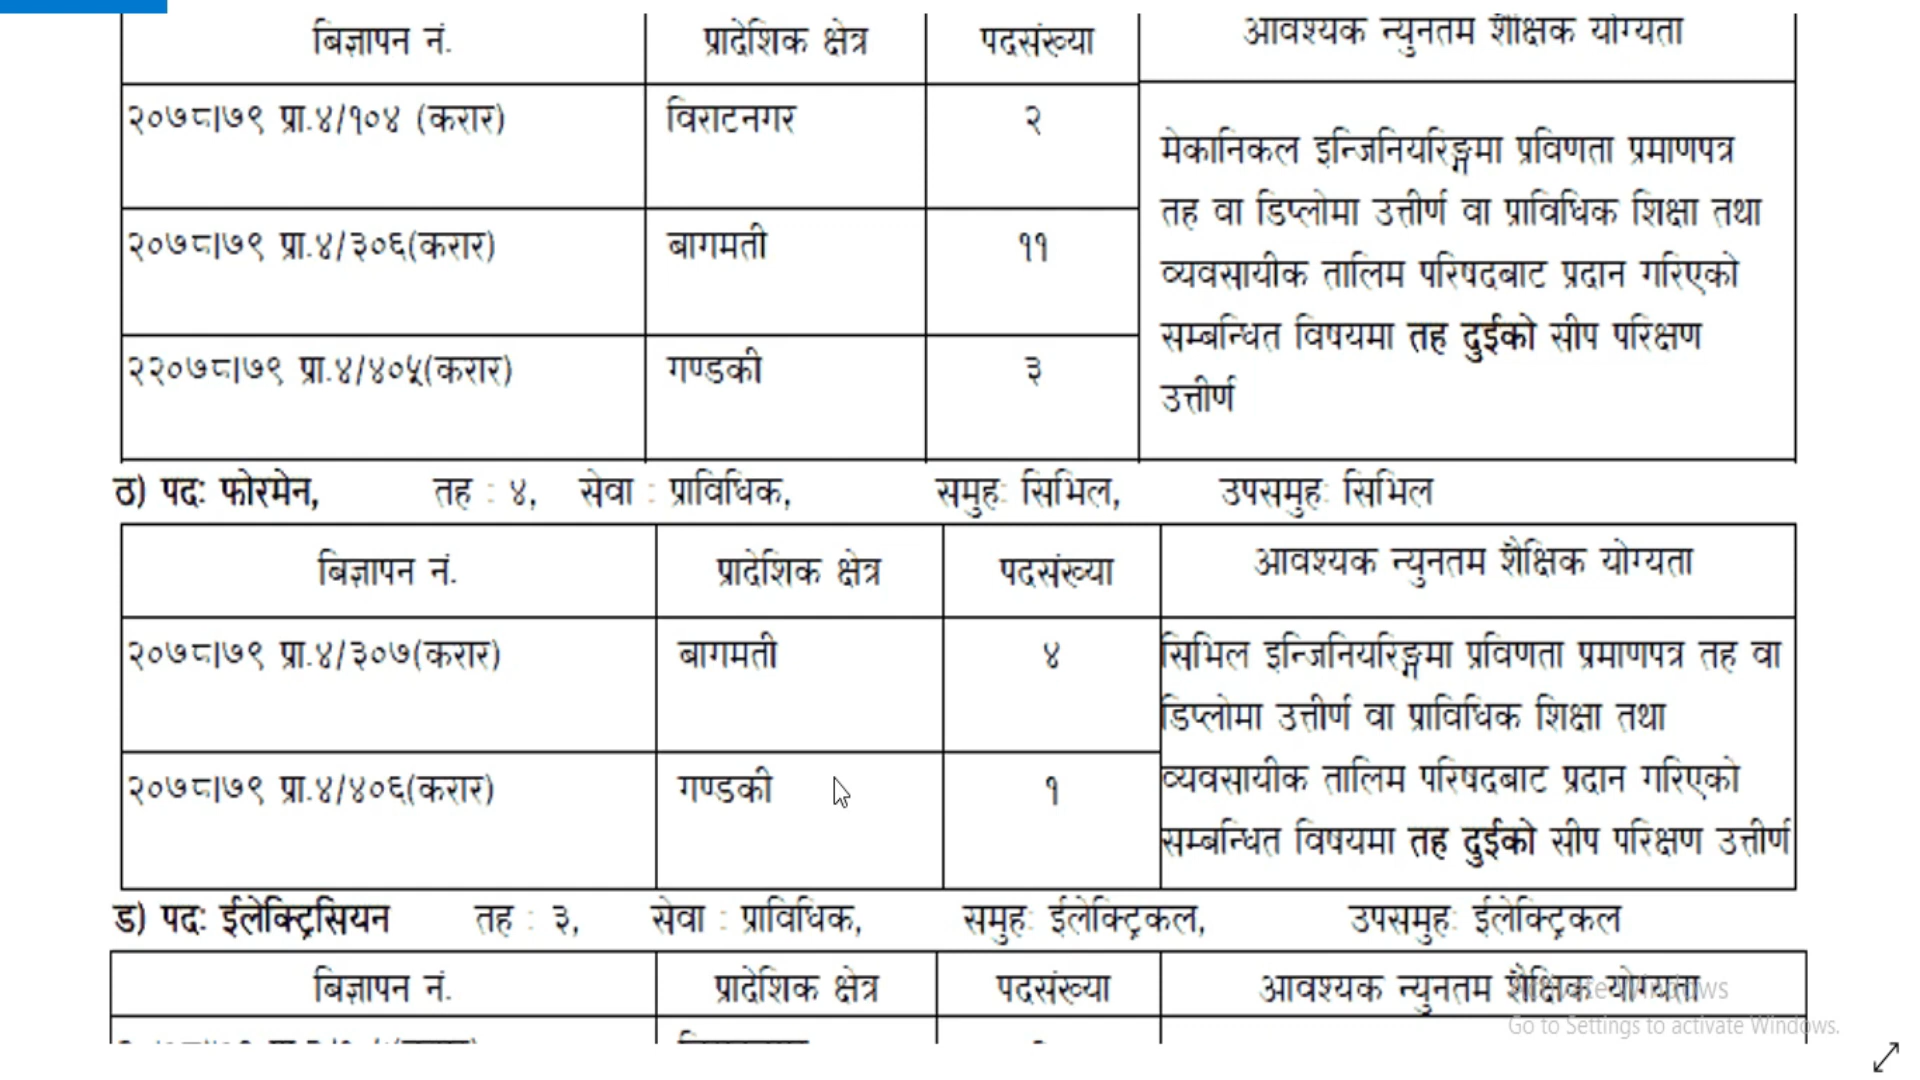 बिज्ञापन नं. प्रादेशिक क्षेत्र पदसंख्या आवश्यक न्युनतम शैक्षिक योग्यता
२०७८।७९ प्रा.४/१०४ (करार) विराटनगर २
मेकानिकल इन्जिनियरिङ्गमा प्रविणता प्रमाणपत्र
तह वा डिप्लोमा उत्तीर्ण वा प्राविधिक शिक्षा तथा
२०७८।७९ प्रा.४/३०६(करार) बागमती ११
व्यवसायीक तालिम परिषदबाट प्रदान गरिएको
सम्बन्धित विषयमा तह दुईको सीप परिक्षण
२२०७८।७९ प्रा.४/४०५(करार) गण्डकी ३
उत्तीर्ण
ठ) पदः फोरमेन, तह : ४, सेवा : प्राविधिक, समुहः सिभिल, उपसमुहः सिभिल
बिज्ञापन नं. प्रादेशिक क्षेत्र पदसंख्या आवश्यक न्युनतम शैक्षिक योग्यता
२०७८।७९ प्रा.४/३०७(करार) बागमती ४ सिभिल इन्जिनियरिङ्गमा प्रविणता प्रमाणपत्र तह वा
डिप्लोमा उत्तीर्ण वा प्राविधिक शिक्षा तथा
२०७८।७९ प्रा.४/४०६(करार) गण्डकी १ व्यवसायीक तालिम परिषदबाट प्रदान गरिएको
सम्बन्धित विषयमा तह दुईको सीप परिक्षण उत्तीर्ण
ड) पदः ईलेक्ट्रिसियन तह : ३, सेवा : प्राविधिक, समुहः ईलेक्ट्रिकल, उपसमुहः ईलेक्ट्रिकल
बिज्ञापन नं. प्रादेशिक क्षेत्र पदसंख्या आवश्यक न्युनतम शैक्षिक योग्यता
Activate Windows
Go to Settings to activate Windows.